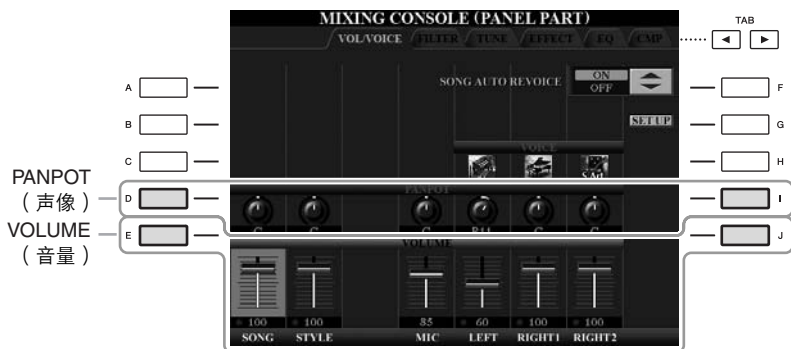 MIXING CONSOLE (PANEL PART)
TAB
VOL/VOICE FILTER TUNE EFFECT EQ CMP
SONG AUTO REVOICE ON
OFF
A F
B SET UP G
C VOICE H
S.Art
PANPOT
（声像） D PANPOT I
C C C R11 C C
VOLUME
（音量） E VOLUME J
100 100 85 60 100 100
SONG STYLE MIC LEFT RIGHT1 RIGHT2